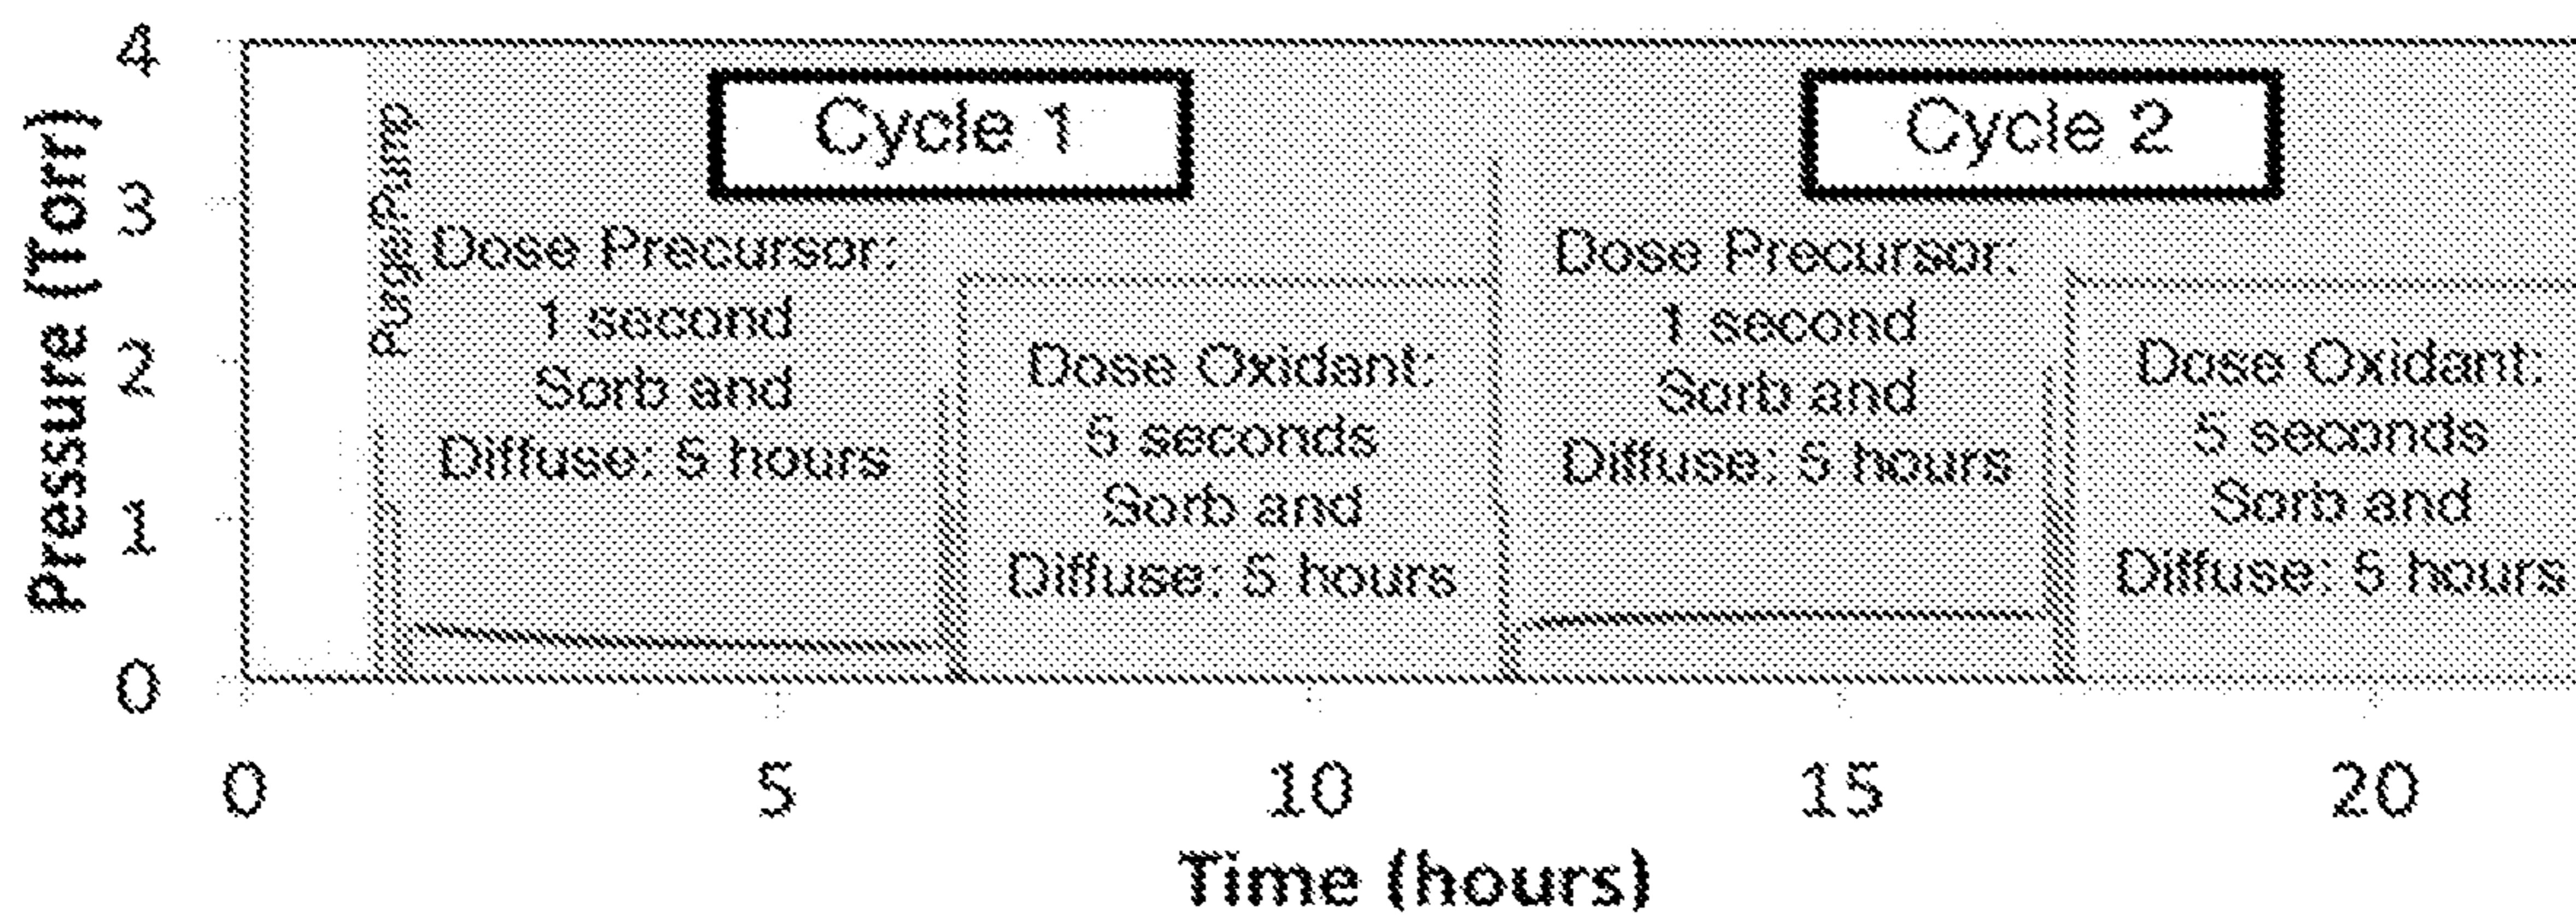 Pressure (Torr)
4
3
2
1
0
Purge/Pump
Cycle 1
Dose Precursor:
1 second
Sorb and
Diffuse: 5 hours
Dose Oxidant:
5 seconds
Sorb and
Diffuse: 5 hours
Cycle 2
Dose Precursor:
1 second
Sorb and
Diffuse: 5 hours
Dose Oxidant:
5 seconds
Sorb and
Diffuse: 5 hours
0 5 10 15 20
Time (hours)